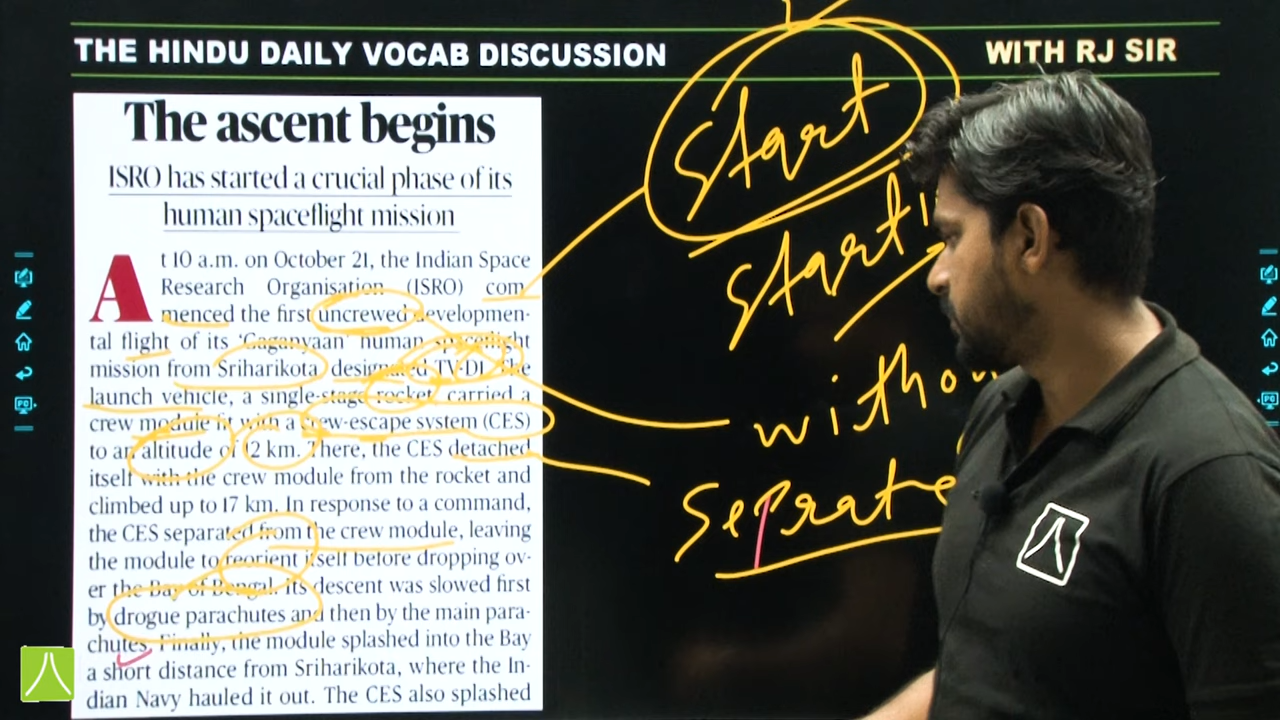 THE HINDU DAILY VOCAB DISCUSSION
WITH RJ SIR
The ascent begins
ISRO has started a crucial phase of its
human spaceflight mission
At 10 a.m. on October 21, the Indian Space
Research Organisation (ISRO) com
menced the first uncrewed developmen-
tal flight of its ‘Gaganyaan’ human spaceflight
mission from Sriharikota designated TV-D1. The
launch vehicle, a single-stage rocket, carried a
crew module fit with a crew-escape system (CES)
to an altitude of 12 km. There, the CES detached
itself with the crew module from the rocket and
climbed up to 17 km. In response to a command,
the CES separated from the crew module, leaving
the module to reorient itself before dropping ov-
er the Bay of Bengal. Its descent was slowed first
by drogue parachutes and then by the main para-
chutes. Finally, the module splashed into the Bay
a short distance from Sriharikota, where the In-
dian Navy hauled it out. The CES also splashed
start
starti
witho
seprate